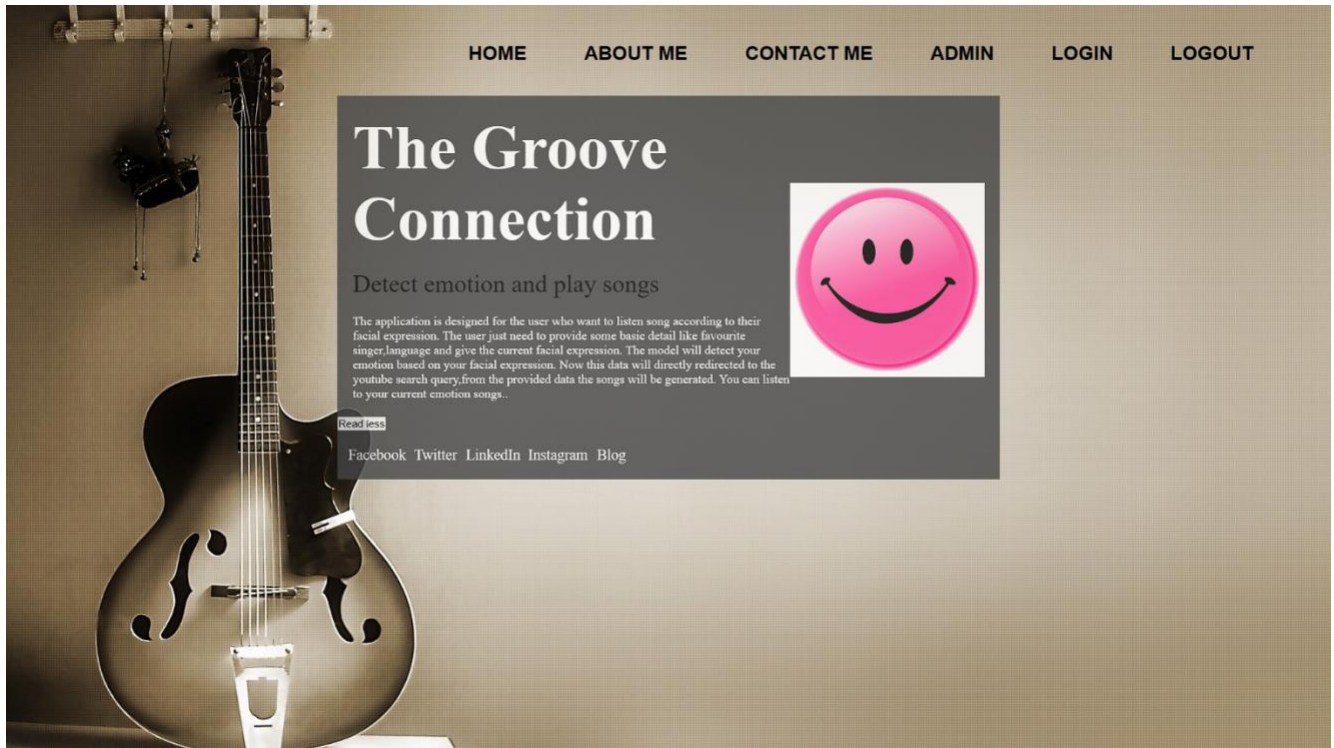 HOME ABOUT ME CONTACT ME ADMIN LOGIN LOGOUT
The Groove
Connection
Detect emotion and play songs
The application is designed for the user who want to listen song according to their
facial expression. The user just need to provide some basic detail like favourite
singer,language and give the current facial expression. The model will detect your
emotion based on your facial expression. Now this data will directly redirected to the
youtube search query,from the provided data the songs will be generated. You can listen
to your current emotion songs..
Read less
Facebook Twitter LinkedIn Instagram Blog